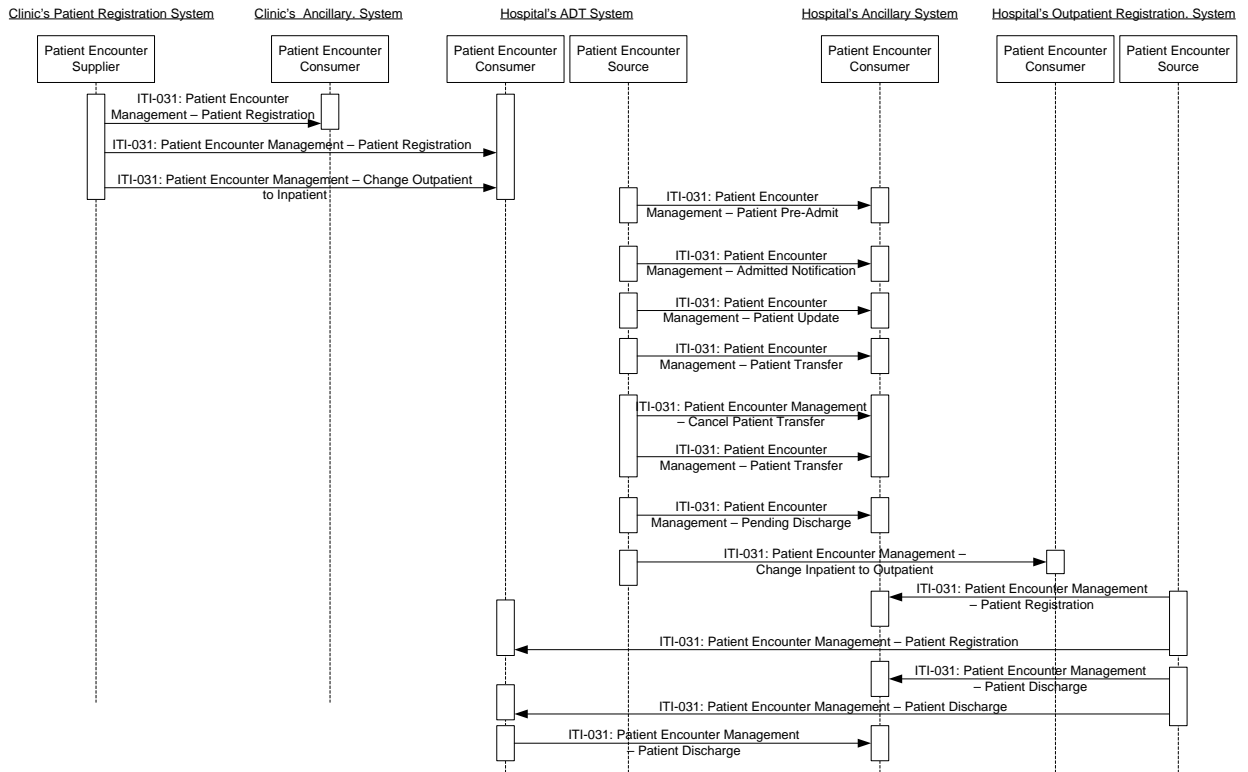 Clinic's Patient Registration System
Clinic's Ancillary. System
Hospital's ADT System
Hospital's Ancillary System
Hospital's Outpatient Registration. System
Patient Encounter
Supplier
Patient Encounter
Consumer
Patient Encounter
Consumer
Patient Encounter
Source
Patient Encounter
Consumer
Patient Encounter
Consumer
Patient Encounter
Source
ITI-031: Patient Encounter
Management – Patient Registration
ITI-031: Patient Encounter Management – Patient Registration
ITI-031: Patient Encounter Management – Change Outpatient
to Inpatient
ITI-031: Patient Encounter
Management – Patient Pre-Admit
ITI-031: Patient Encounter
Management – Admitted Notification
ITI-031: Patient Encounter
Management – Patient Update
ITI-031: Patient Encounter
Management – Patient Transfer
ITI-031: Patient Encounter Management
– Cancel Patient Transfer
ITI-031: Patient Encounter
Management – Patient Transfer
ITI-031: Patient Encounter
Management – Pending Discharge
ITI-031: Patient Encounter Management –
Change Inpatient to Outpatient
ITI-031: Patient Encounter Management
– Patient Registration
ITI-031: Patient Encounter Management – Patient Registration
ITI-031: Patient Encounter Management
– Patient Discharge
ITI-031: Patient Encounter Management – Patient Discharge
ITI-031: Patient Encounter Management
– Patient Discharge